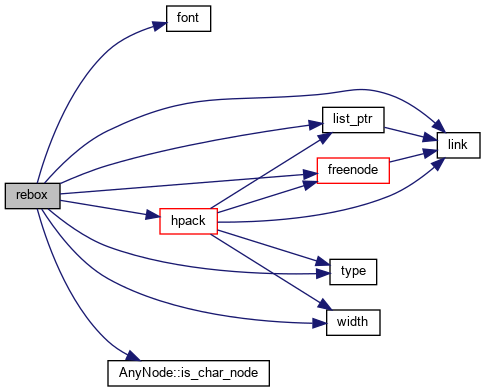 font
list_ptr
link
freenode
rebox
hpack
type
width
AnyNode::is_char_node